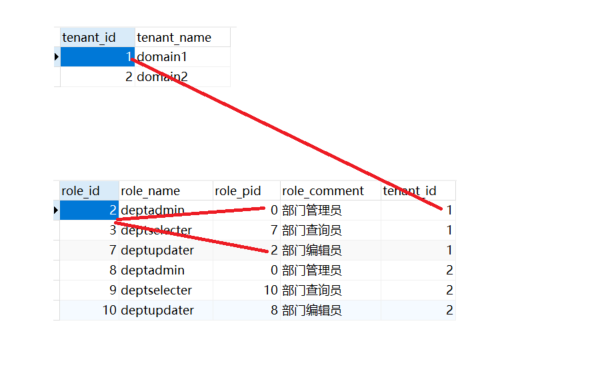 tenant_id tenant_name
1 domain1
2 domain2
role_id role_name role_pid role_comment tenant_id
2 deptadmin 0 部门管理员 1
3 deptselecter 7 部门查询员 1
7 deptupdater 2 部门编辑员 1
8 deptadmin 0 部门管理员 2
9 deptselecter 10 部门查询员 2
10 deptupdater 8 部门编辑员 2